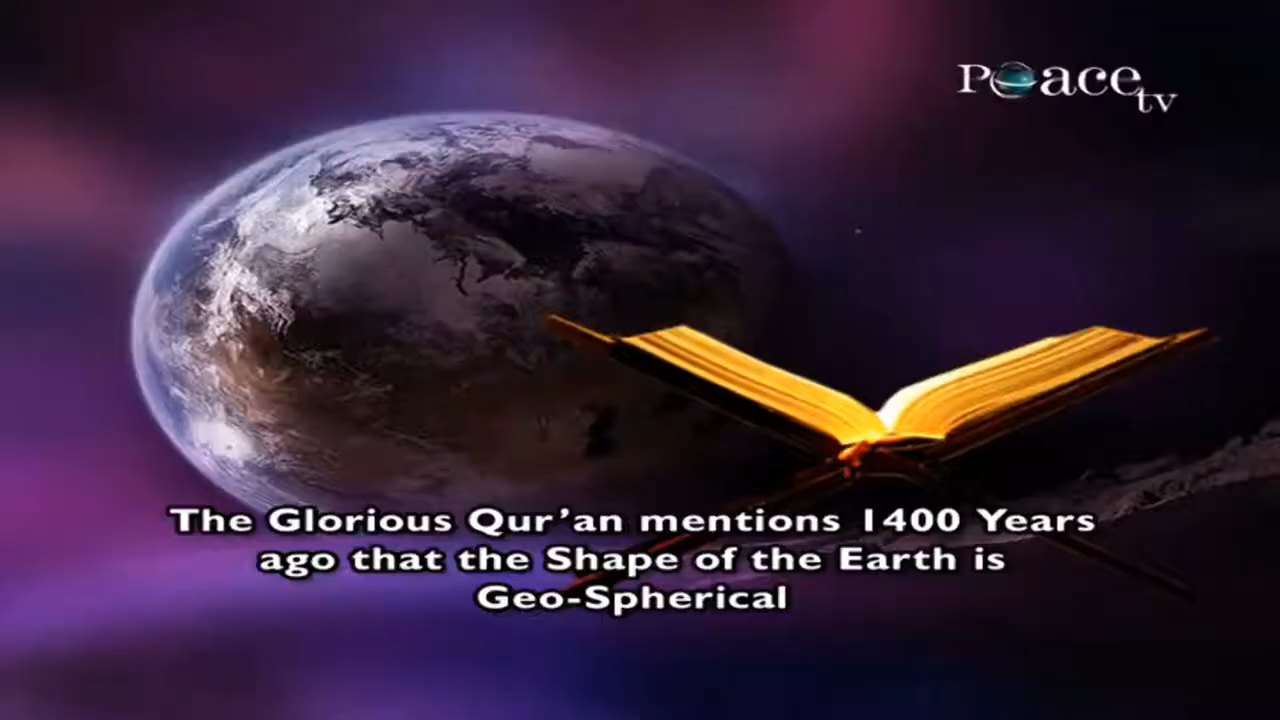 Peace tv
The Glorious Qur'an mentions 1400 Years
ago that the Shape of the Earth is
Geo-Spherical